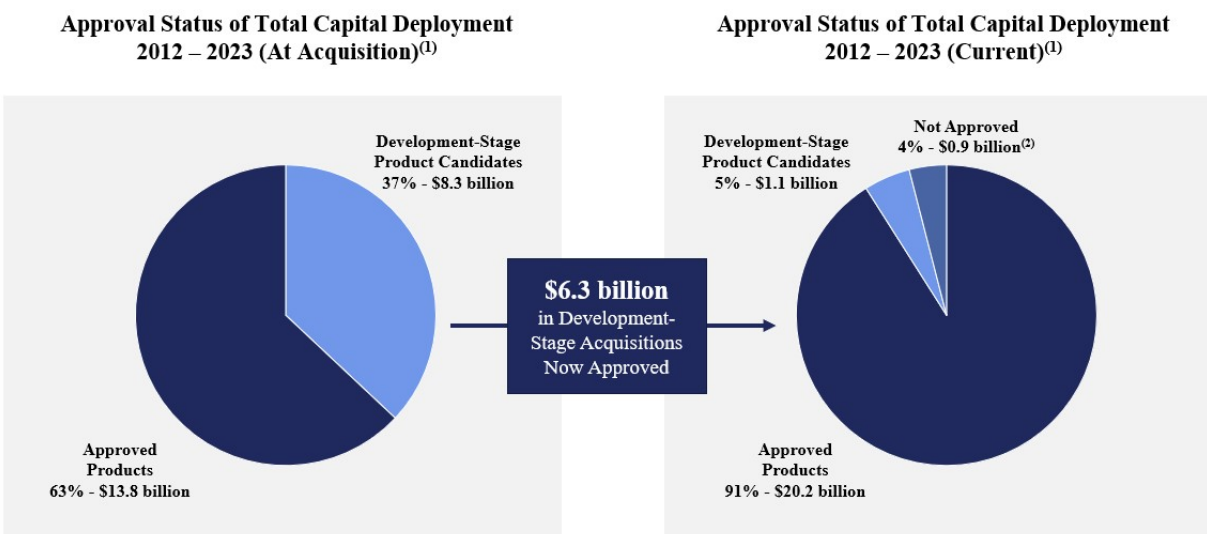 Approval Status of Total Capital Deployment
2012 – 2023 (At Acquisition)(1)
Development-Stage
Product Candidates
37% - $8.3 billion
Approved
Products
63% - $13.8 billion
$6.3 billion
in Development-
Stage Acquisitions
Now Approved
Approval Status of Total Capital Deployment
2012 – 2023 (Current)(1)
Development-Stage
Product Candidates
5% - $1.1 billion
Not Approved
4% - $0.9 billion(2)
Approved
Products
91% - $20.2 billion